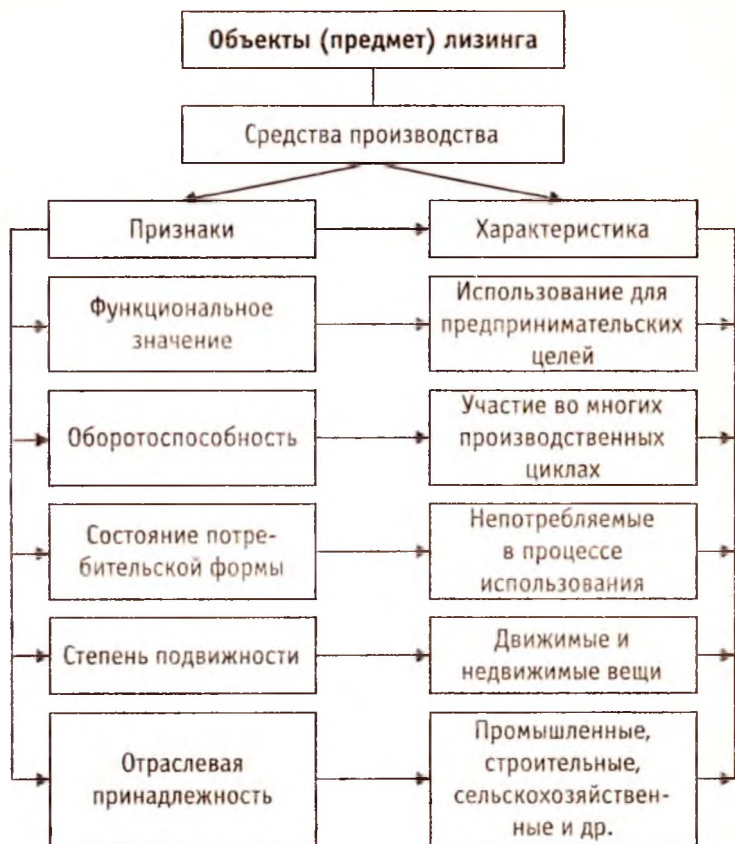 Объекты (предмет) лизинга
Средства производства
Признаки
Характеристика
Функциональное
значение
Использование для
предпринимательских
целей
Оборотоспособность
Участие во многих
производственных
циклах
Состояние потре-
бительской формы
Непотребляемые
в процессе
использования
Степень подвижности
Движимые и
недвижимые вещи
Отраслевая
принадлежность
Промышленные,
строительные,
сельскохозяйствен-
ные и др.